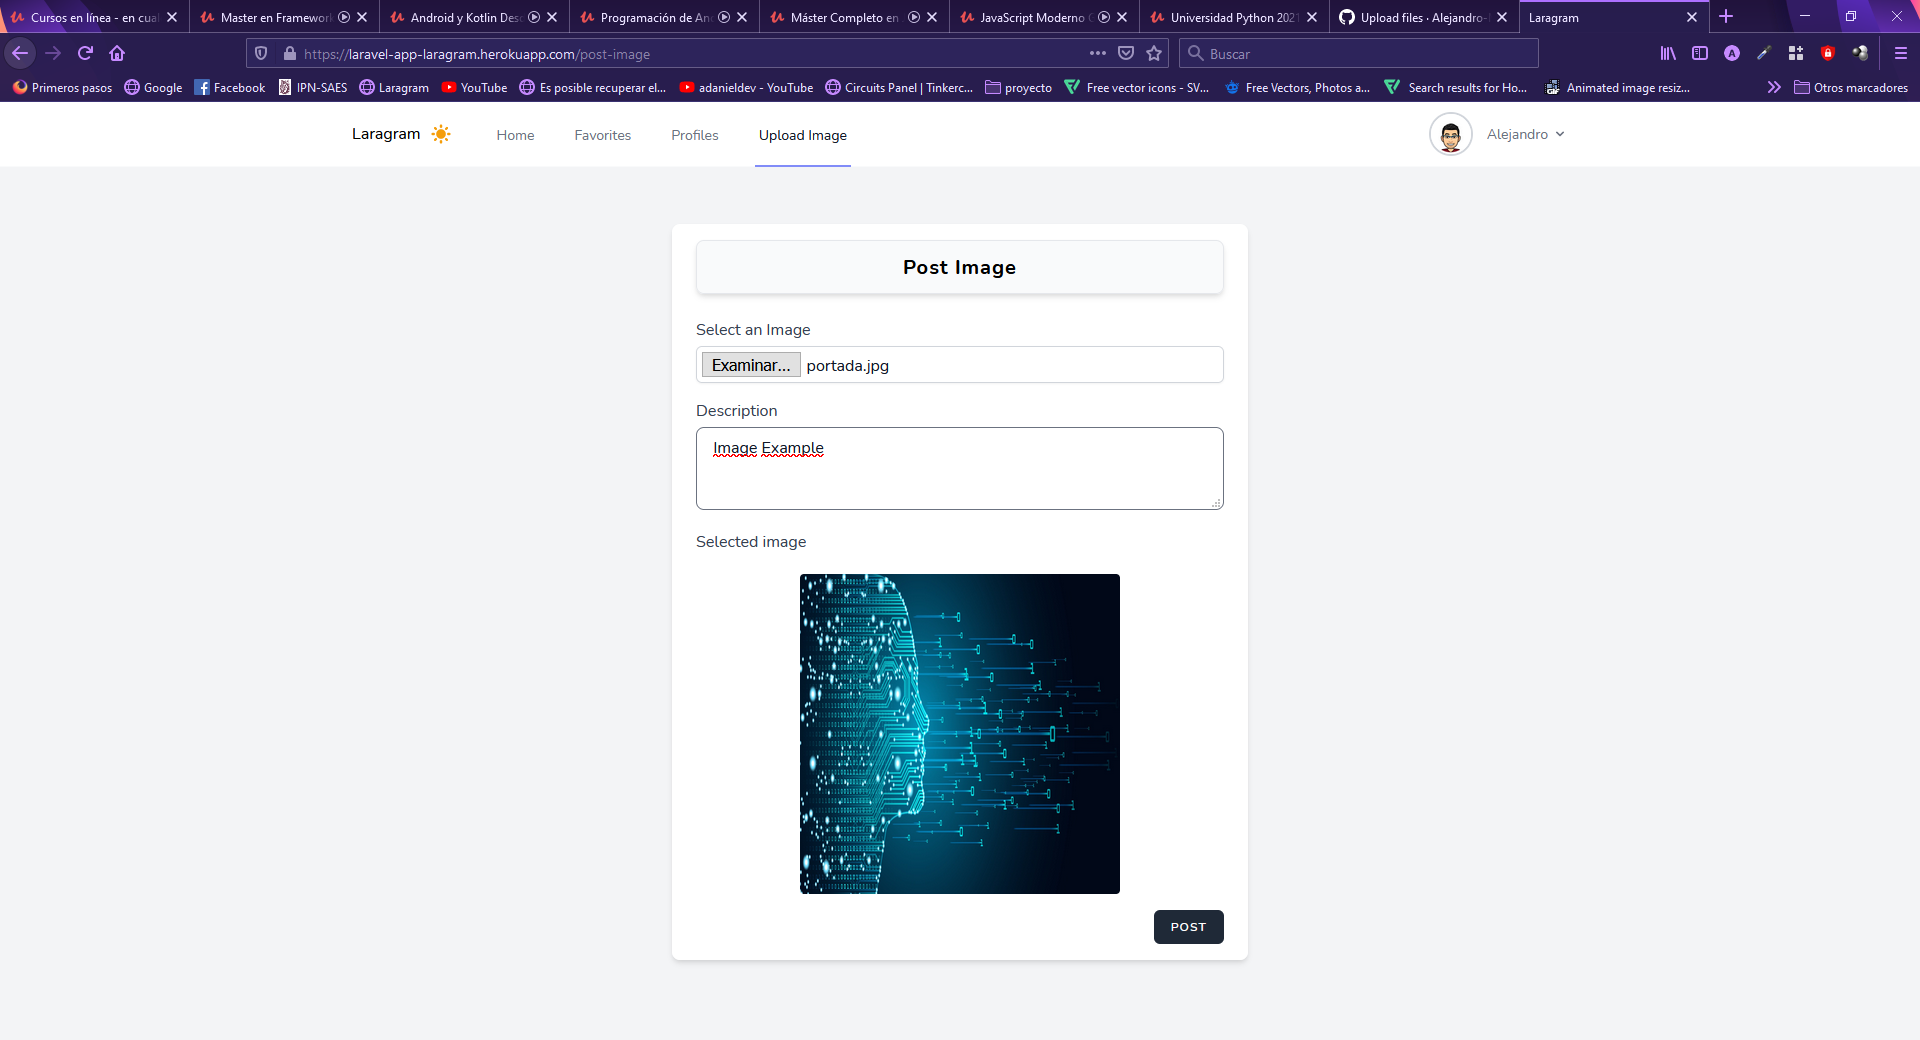 Cursos en línea - en cual
Master en Framework
Android y Kotlin Desc
Programación de And
Máster Completo en
JavaScript Moderno
Universidad Python 2021
Upload files · Alejandro-
Laragram
https://laravel-app-laragram.herokuapp.com/post-image
Buscar
Primeros pasos
Google
Facebook
IPN-SAES
Laragram
YouTube
Es posible recuperar el...
adanieldev - YouTube
Circuits Panel | Tinkerc...
proyecto
Free vector icons - SV...
Free Vectors, Photos a...
Search results for Ho...
Animated image resiz...
Otros marcadores
Laragram
Home
Favorites
Profiles
Upload Image
Alejandro
Post Image
Select an Image
Examinar... portada.jpg
Description
Image Example
Selected image
POST